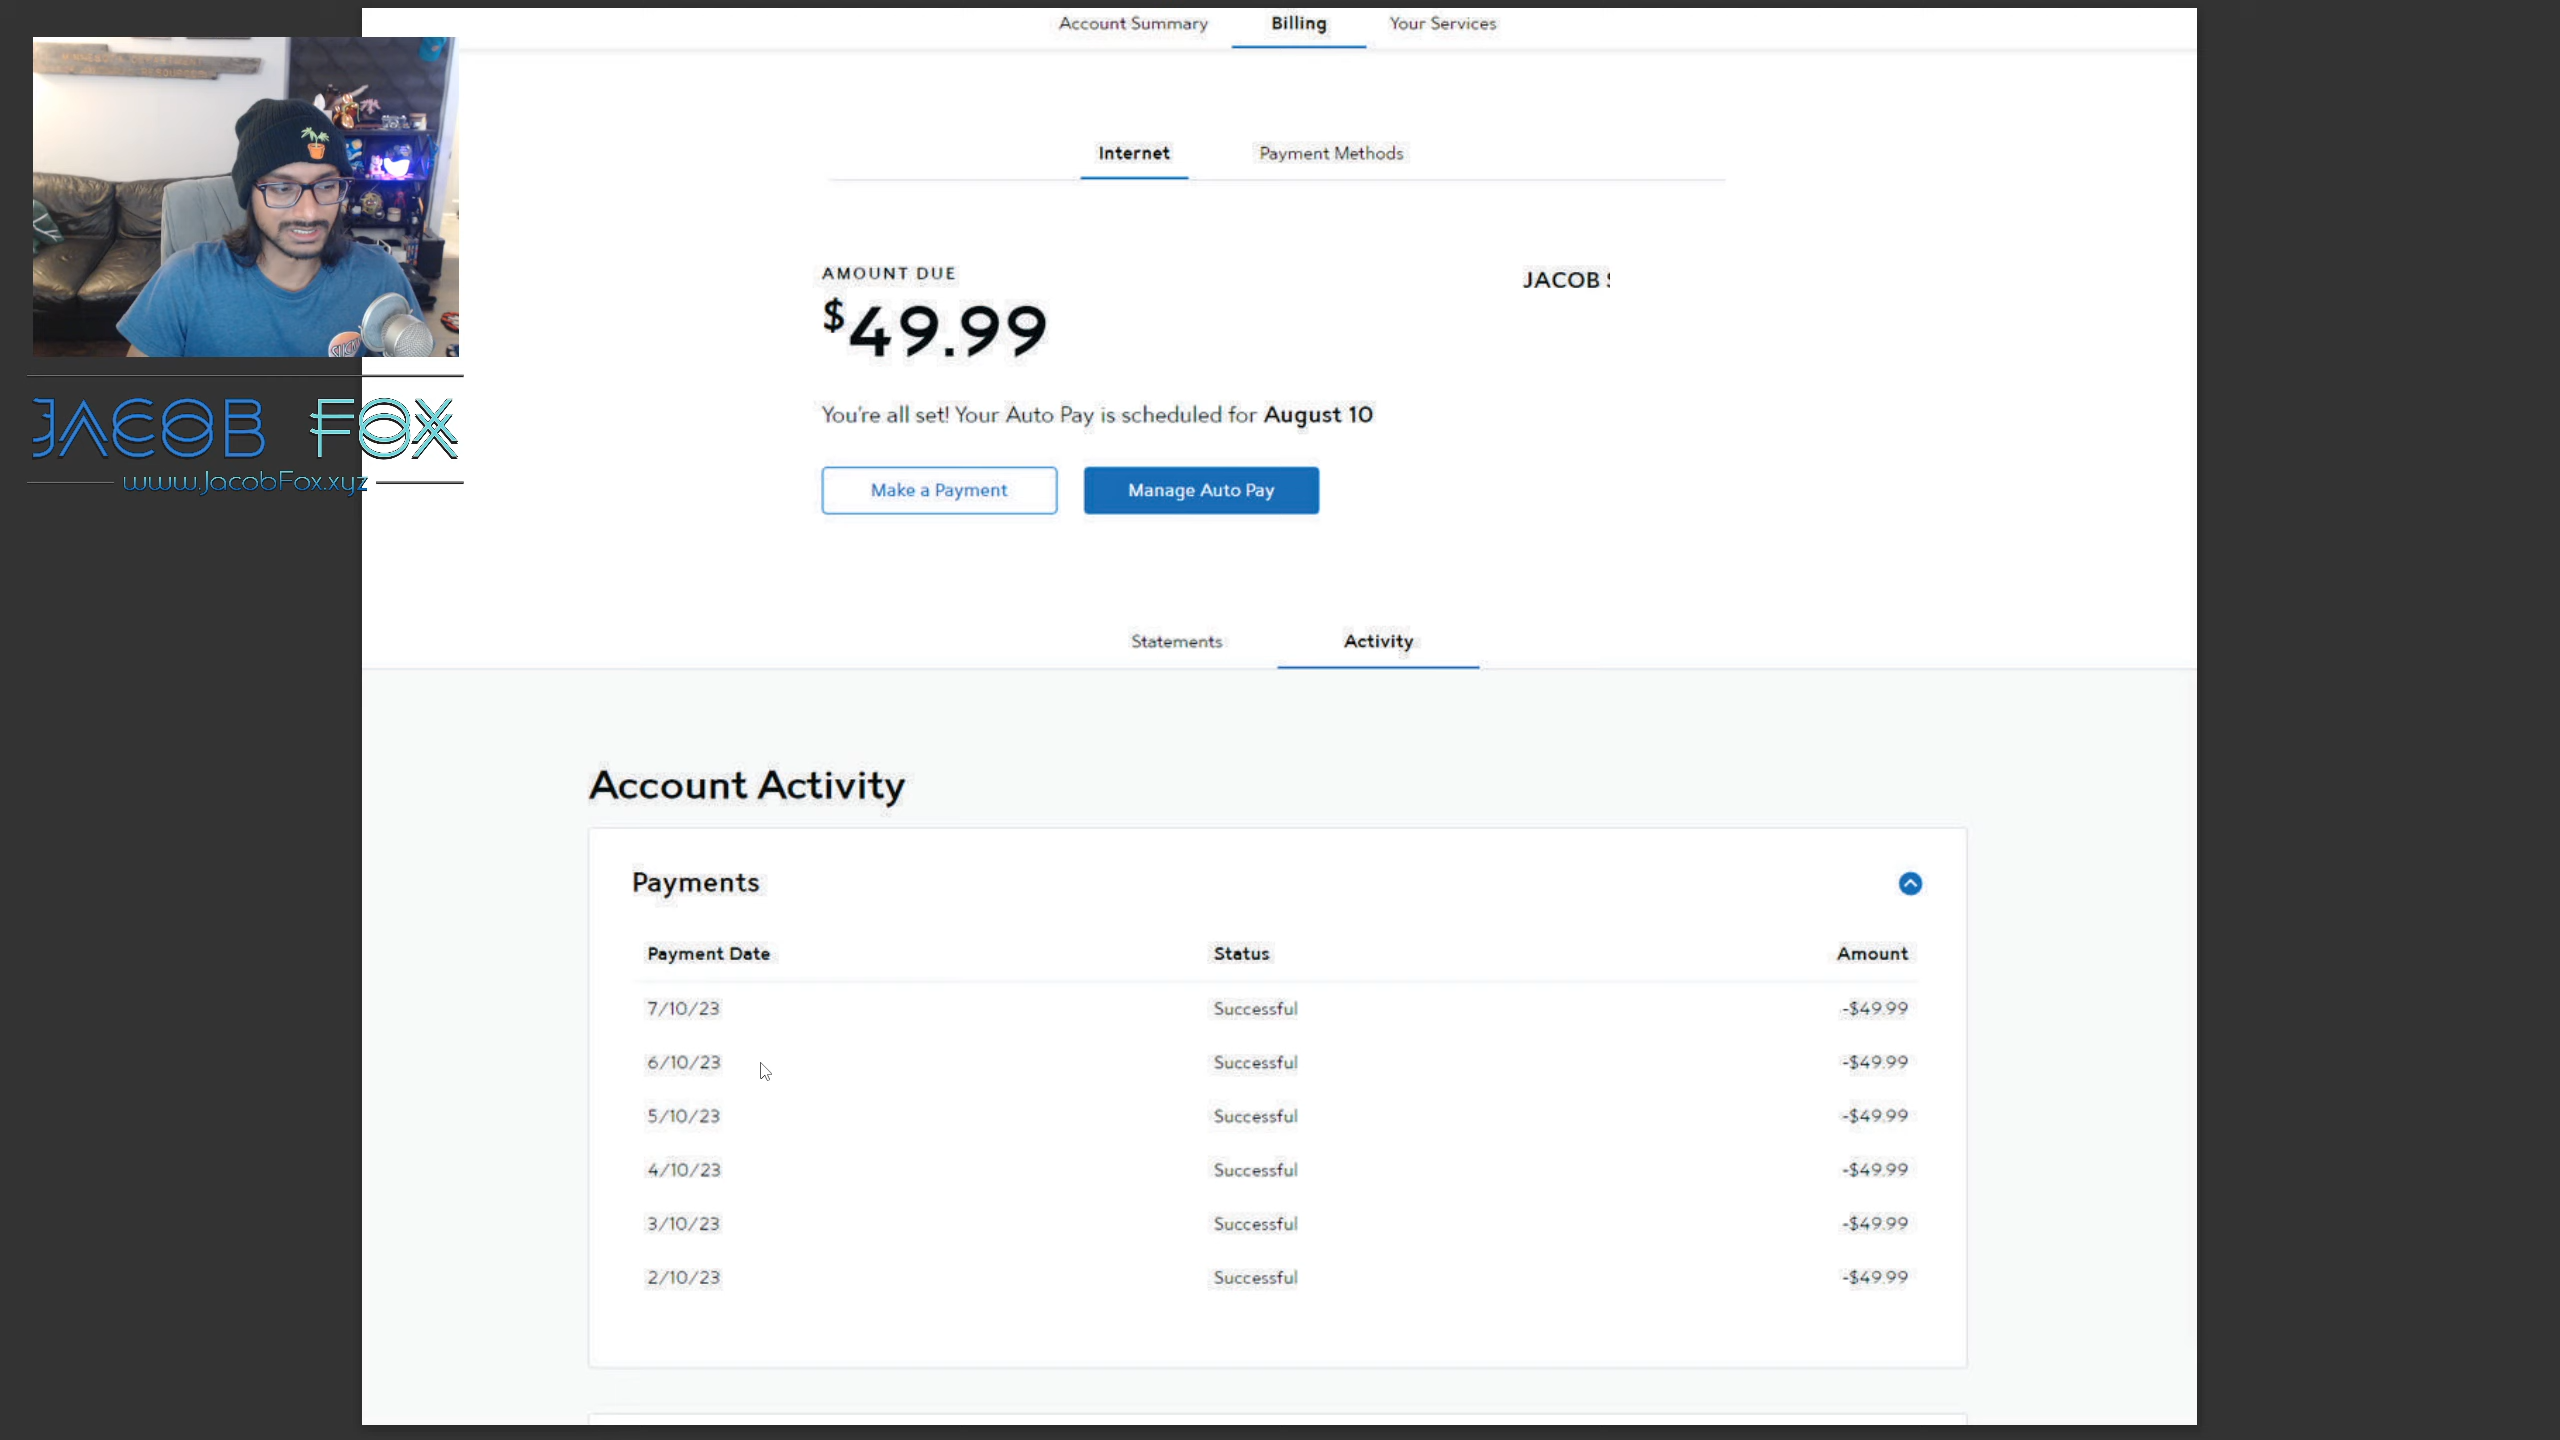 Account Summary
Billing
Your Services
Internet
Payment Methods
AMOUNT DUE
$49.99
JACOB
You're all set! Your Auto Pay is scheduled for August 10
Make a Payment
Manage Auto Pay
JACOB FOX
www.JacobFox.xyz
Statements
Activity
Account Activity
Payments
Payment Date Status Amount
7/10/23 Successful -$49.99
6/10/23 Successful -$49.99
5/10/23 Successful -$49.99
4/10/23 Successful -$49.99
3/10/23 Successful -$49.99
2/10/23 Successful -$49.99